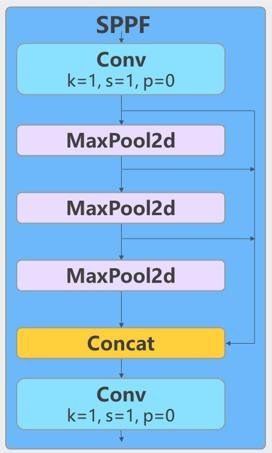 SPPF
Conv
k=1, s=1, p=0
MaxPool2d
MaxPool2d
MaxPool2d
Concat
Conv
k=1, s=1, p=0